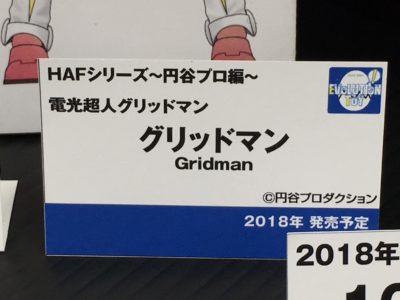 HAFシリーズ~円谷プロ編~
EVOLUTION
TOY
電光超人グリッドマン
グリッドマン
Gridman
©円谷プロダクション
2018年 発売予定
2018年